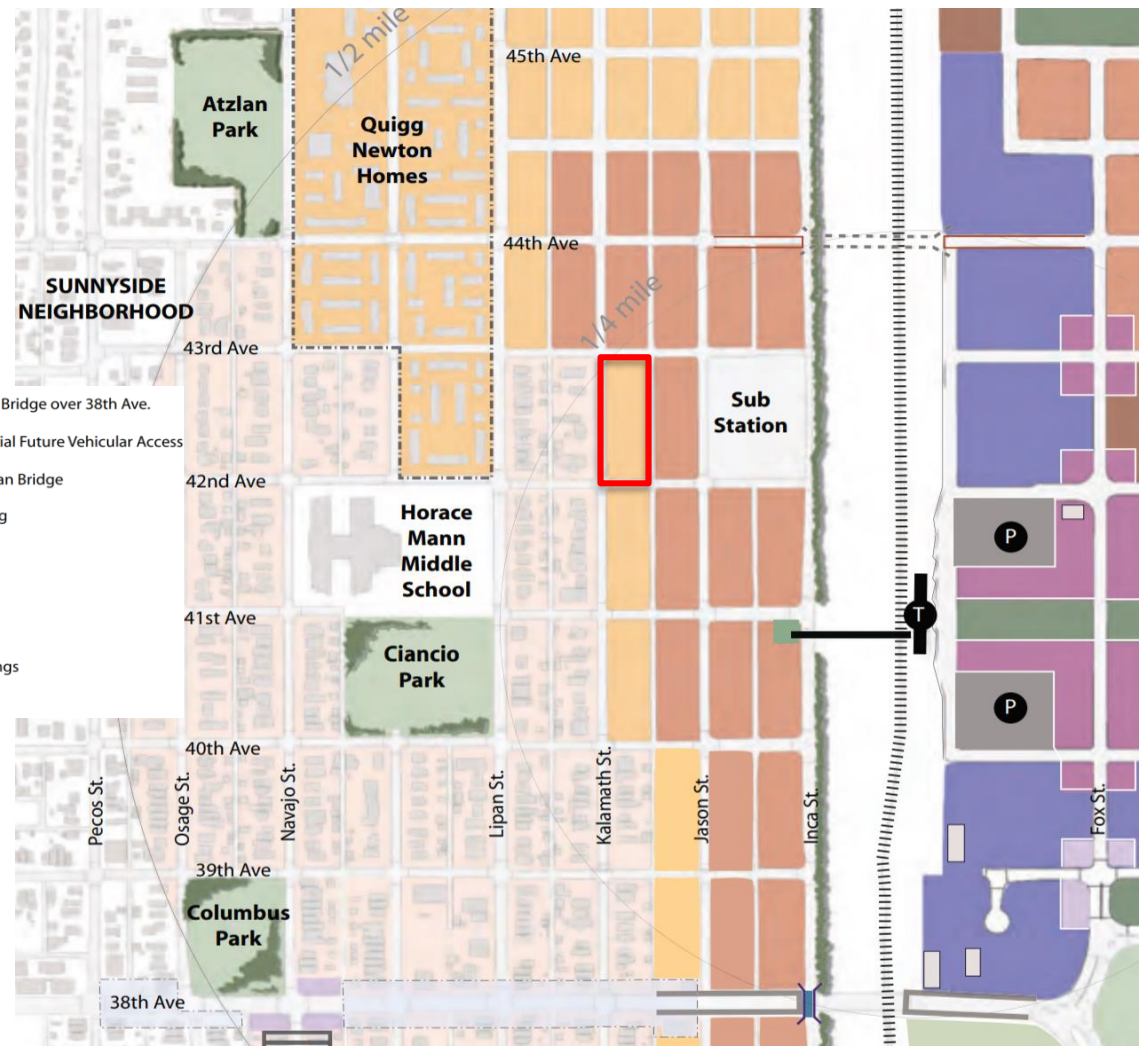 1/2 mile
45th Ave
Atzlan
Park
Quigg
Newton
Homes
44th Ave
SUNNYSIDE
NEIGHBORHOOD
1/4 mile
43rd Ave
Bridge over 38th Ave.
ial Future Vehicular Access
Sub
Station
42nd Ave
an Bridge
g
Horace
Mann
Middle
School
P
T
41st Ave
Ciancio
Park
ngs
P
40th Ave
Pecos St.
Osage St.
Navajo St.
Lipan St.
Kalamath St.
Jason St.
Inca St.
Fox St.
39th Ave
Columbus
Park
38th Ave